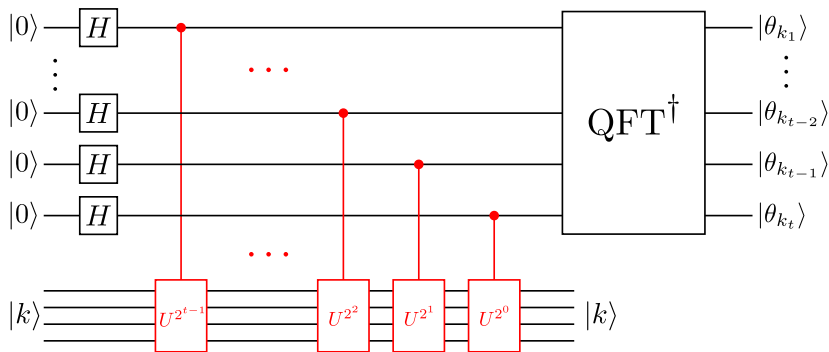 |0⟩ H |θ_{k_1}⟩
⋮ ... ⋮
|0⟩ H QFT† |θ_{k_{t-2}}⟩
|0⟩ H |θ_{k_{t-1}}⟩
|0⟩ H |θ_{k_t}⟩
...
|k⟩ U^{2^{t-1}} U^{2^2} U^{2^1} U^{2^0} |k⟩